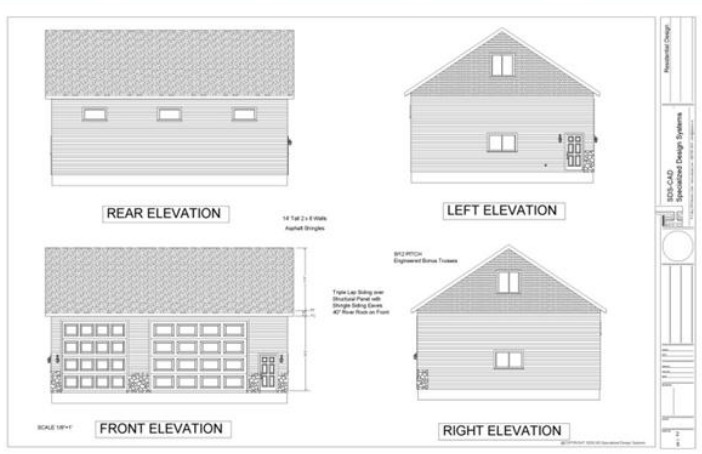 REAR ELEVATION
14' Tall 2 x 6 Walls
Asphalt Shingles
LEFT ELEVATION
9/12 PITCH
Engineered Bonus Trusses
Triple Lap Siding over
Structural Panel with
Shingle Siding Eaves
40" River Rock on Front
SCALE 1/8"=1'
FRONT ELEVATION
RIGHT ELEVATION
Residential Design
SDS-CAD
Specialized Design Systems